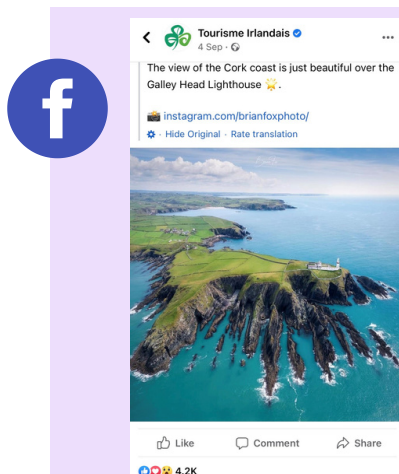 Tourisme Irlandais
4 Sep ·
The view of the Cork coast is just beautiful over the
Galley Head Lighthouse 🌟.
📸 instagram.com/brianfoxphoto/
· Hide Original · Rate translation
Like Comment Share
4.2K